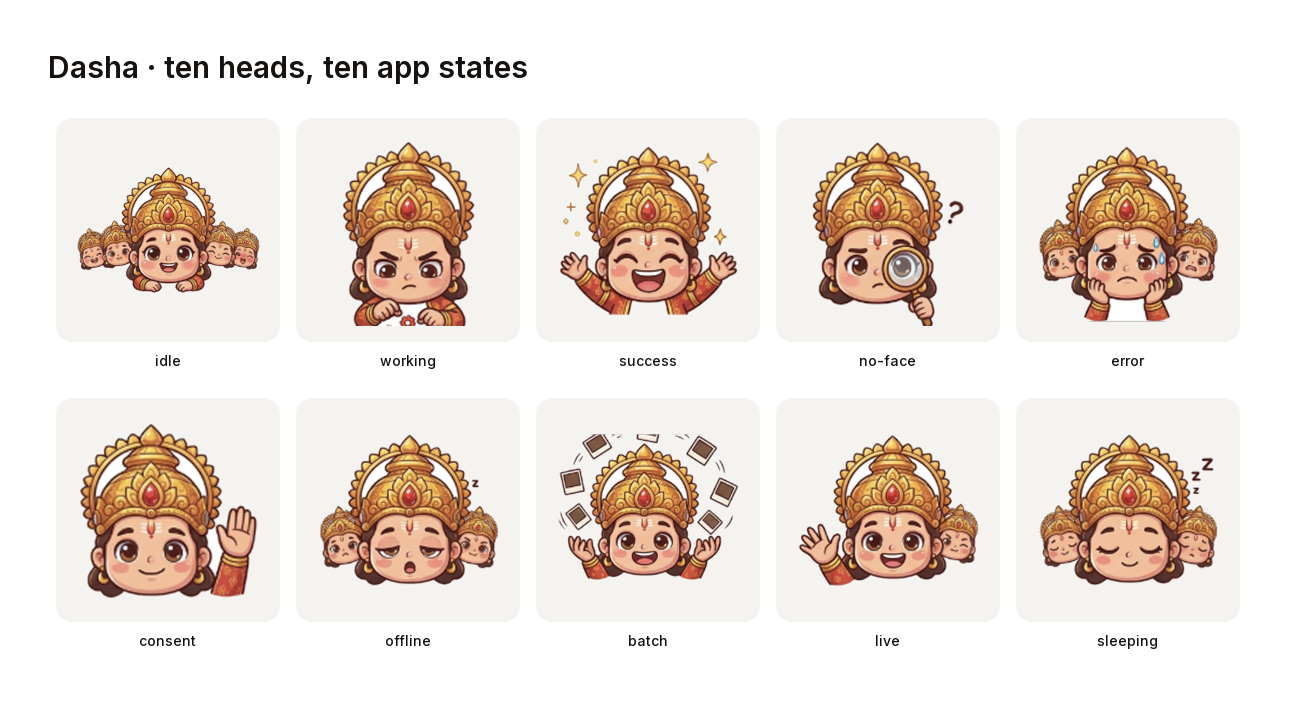 Dasha · ten heads, ten app states
?
idle
working
success
no-face
error
z
z z z
consent
offline
batch
live
sleeping